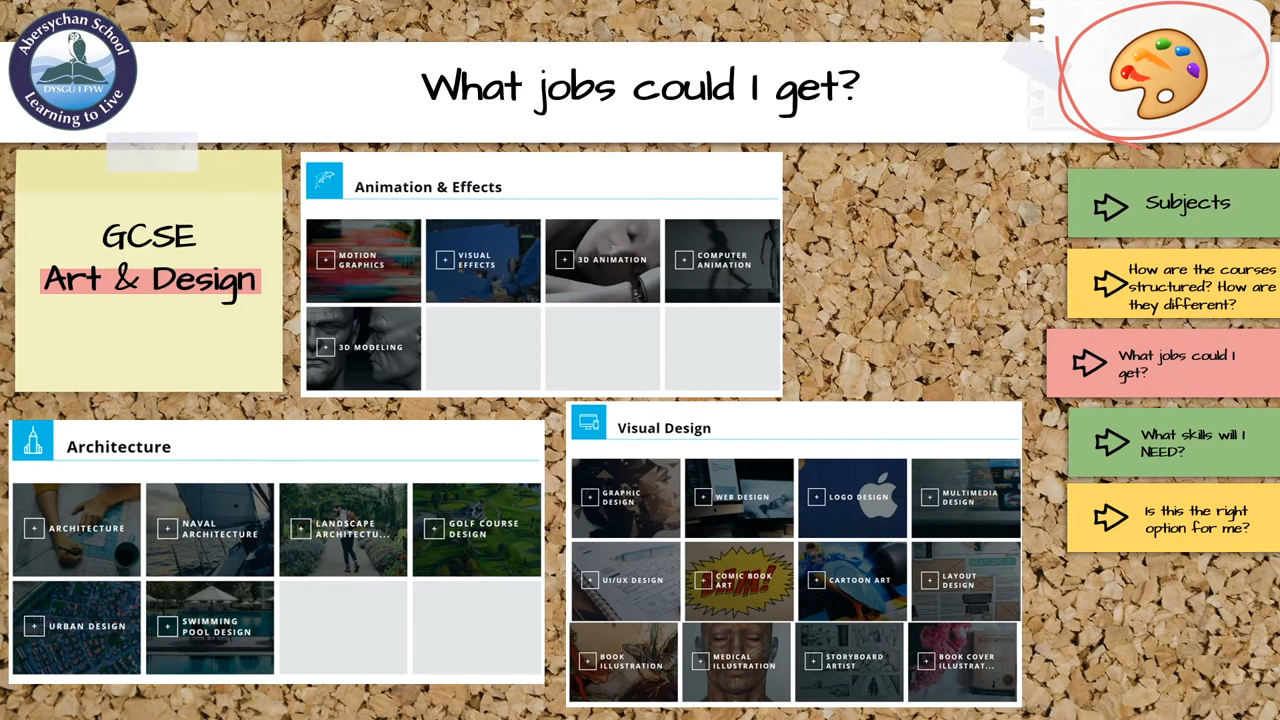 Abersychan School
DYSGU I FYW
Learning to Live
What jobs could I get?
GCSE
Art & Design
Animation & Effects
MOTION
GRAPHICS
VISUAL
EFFECTS
3D ANIMATION
COMPUTER
ANIMATION
3D MODELING
Architecture
ARCHITECTURE
NAVAL
ARCHITECTURE
LANDSCAPE
ARCHITECTU...
GOLF COURSE
DESIGN
URBAN DESIGN
SWIMMING
POOL DESIGN
Visual Design
GRAPHIC
DESIGN
WEB DESIGN
LOGO DESIGN
MULTIMEDIA
DESIGN
UI/UX DESIGN
COMIC BOOK
ART
CARTOON ART
LAYOUT
DESIGN
BOOK
ILLUSTRATION
MEDICAL
ILLUSTRATION
STORYBOARD
ARTIST
BOOK COVER
ILLUSTRAT...
Subjects
How are the courses
structured? How are
they different?
What jobs could I
get?
What skills will I
NEED?
Is this the right
option for me?